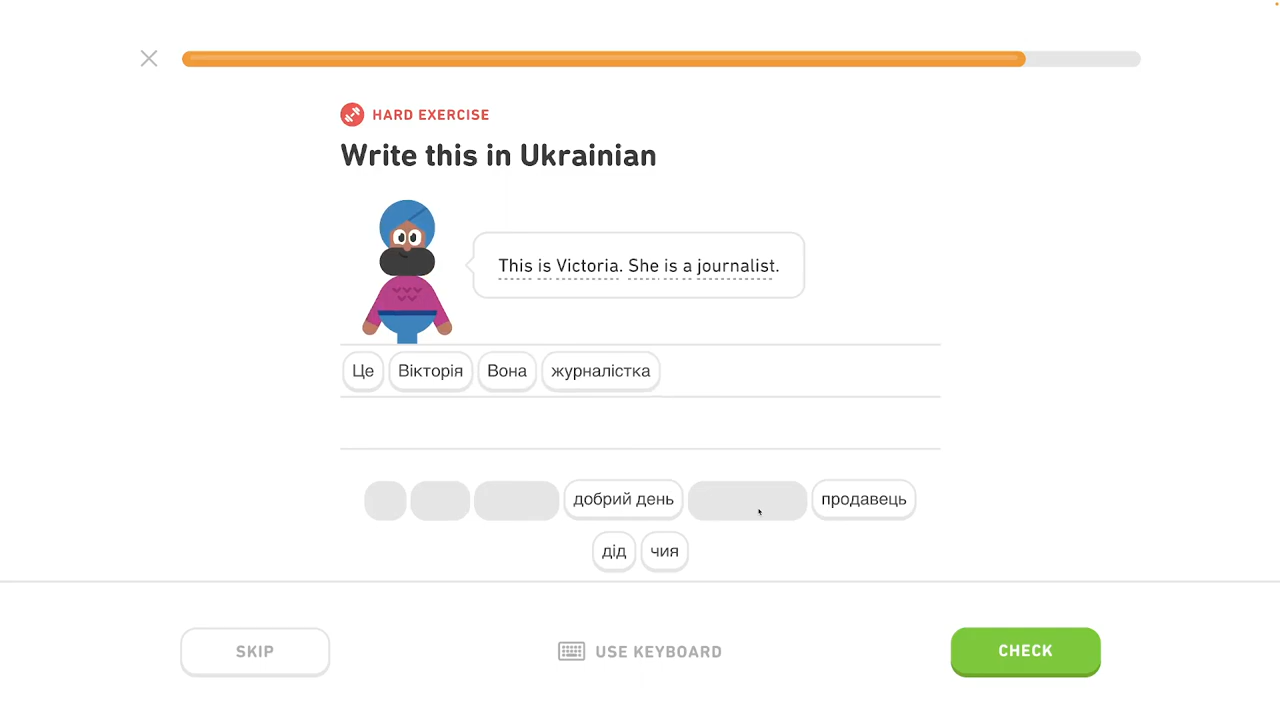 HARD EXERCISE
Write this in Ukrainian
This is Victoria. She is a journalist.
Це Вікторія Вона журналістка
добрий день продавець
дід чия
SKIP USE KEYBOARD CHECK